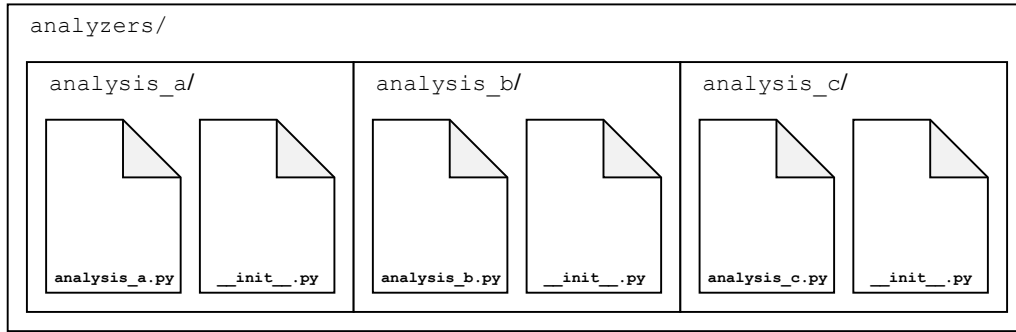 analyzers/
analysis_a/
analysis_b/
analysis_c/
analysis_a.py
__init__.py
analysis_b.py
__init__.py
analysis_c.py
__init__.py